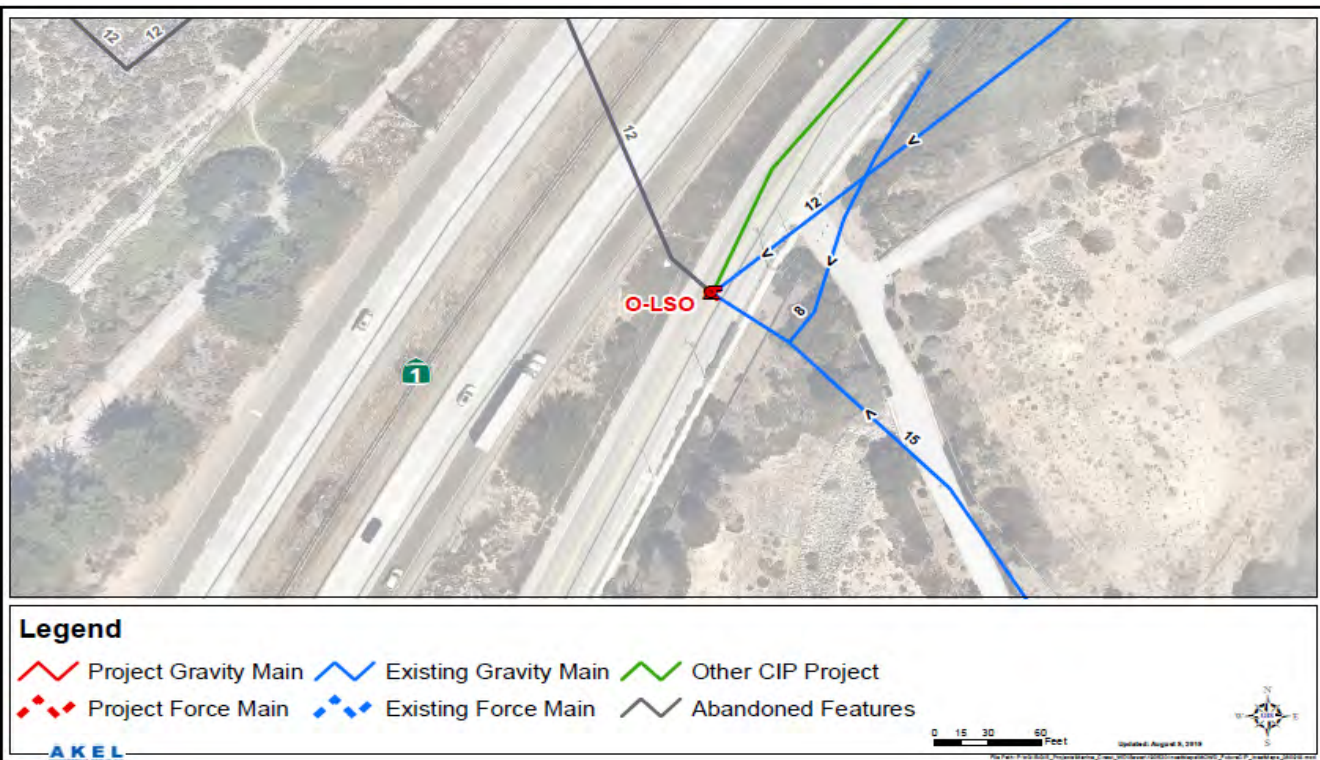 12
12
12
12
8
15
O-LSO
1
Legend
Project Gravity Main
Existing Gravity Main
Other CIP Project
Project Force Main
Existing Force Main
Abandoned Features
N
W
E
S
0 15 30 60
Feet
Updated: August 9, 2019
AKEL